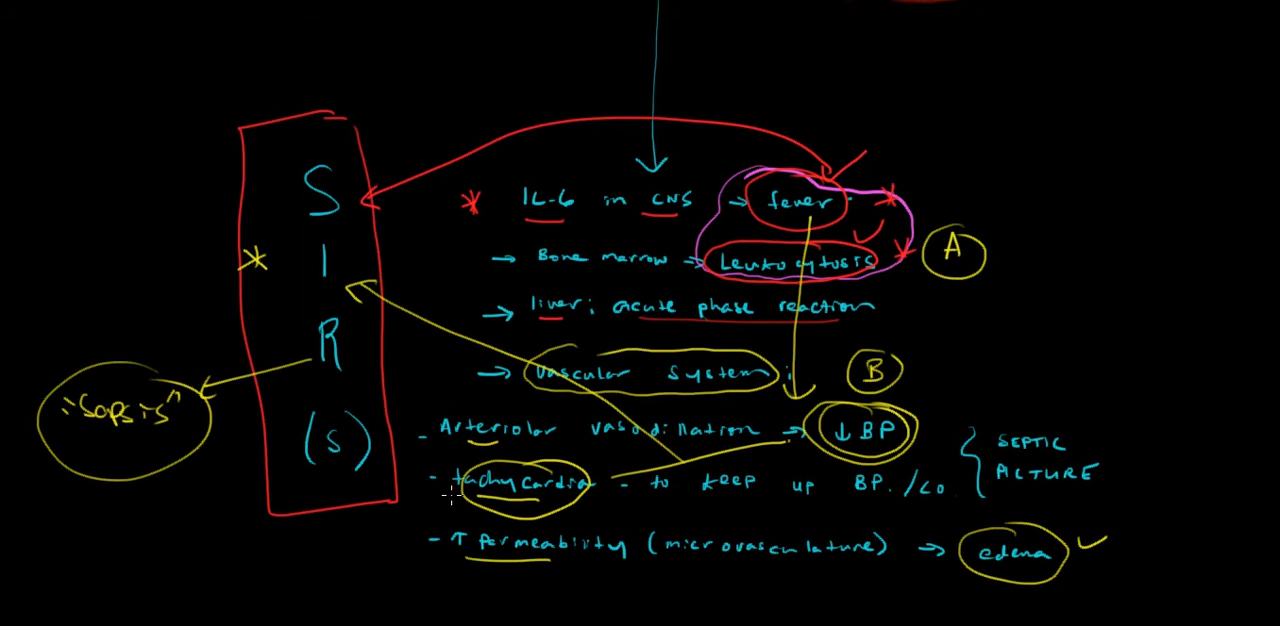 S
I
R
(S)
"Sepsis"
* IL-6 in CNS → fever. *
→ Bone marrow → Leukocytosis
A
→ liver; acute phase reaction
→ Vascular System;
B
- Arteriolar vasodilation → ↓BP
- tachycardia - to keep up BP./CO.
SEPTIC
PICTURE
- ↑ Permeability (microvasculature) → edema